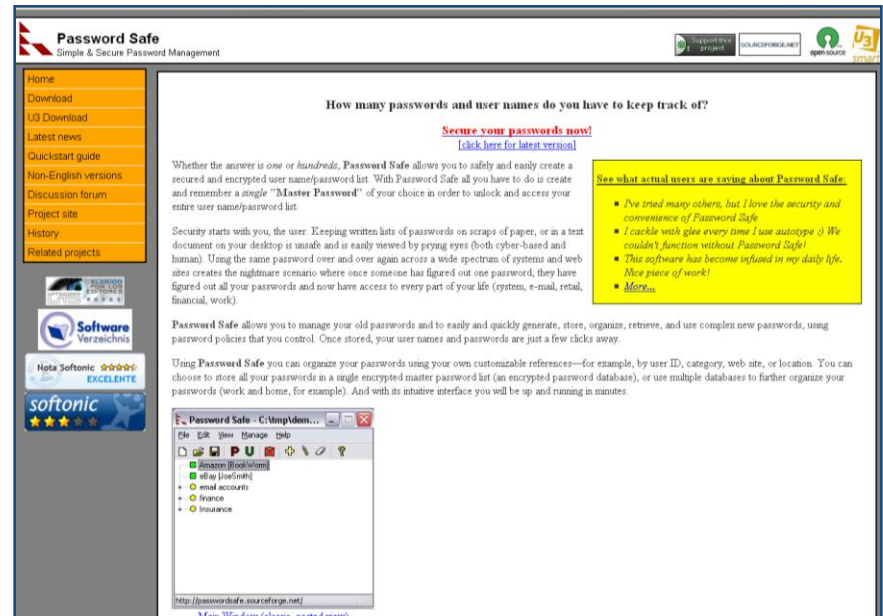 Password Safe
Simple & Secure Password Management
Support this
project
SOURCEFORGE.NET
open source
U3
smart
Home
Download
U3 Download
Latest news
Quickstart guide
Non-English versions
Discussion forum
Project site
History
Related projects
ELEGIDO
POR LOS
EDITORES
Software
Verzeichnis
Nota Softonic
EXCELENTE
softonic
How many passwords and user names do you have to keep track of?
Secure your passwords now!
[click here for latest version]
Whether the answer is one or hundreds, Password Safe allows you to safely and easily create a
secured and encrypted user name/password list. With Password Safe all you have to do is create
and remember a single "Master Password" of your choice in order to unlock and access your
entire user name/password list.
Security starts with you, the user. Keeping written lists of passwords on scraps of paper, or in a text
document on your desktop is unsafe and is easily viewed by prying eyes (both cyber-based and
human). Using the same password over and over again across a wide spectrum of systems and web
sites creates the nightmare scenario where once someone has figured out one password, they have
figured out all your passwords and now have access to every part of your life (system, e-mail, retail,
financial, work).
See what actual users are saying about Password Safe:
I've tried many others, but I love the security and
convenience of Password Safe
I cackle with glee every time I use autotype :) We
couldn't function without Password Safe!
This software has become infused in my daily life.
Nice piece of work!
More...
Password Safe allows you to manage your old passwords and to easily and quickly generate, store, organize, retrieve, and use complex new passwords, using
password policies that you control. Once stored, your user names and passwords are just a few clicks away.
Using Password Safe you can organize your passwords using your own customizable references—for example, by user ID, category, web site, or location. You can
choose to store all your passwords in a single encrypted master password list (an encrypted password database), or use multiple databases to further organize your
passwords (work and home, for example). And with its intuitive interface you will be up and running in minutes.
Password Safe - C:\tmp\dem...
File Edit View Manage Help
P U
Amazon [BookWorm]
eBay [JoeSmith]
email accounts
finance
Insurance
http://passwordsafe.sourceforge.net/
Main Window (classic, nested view)